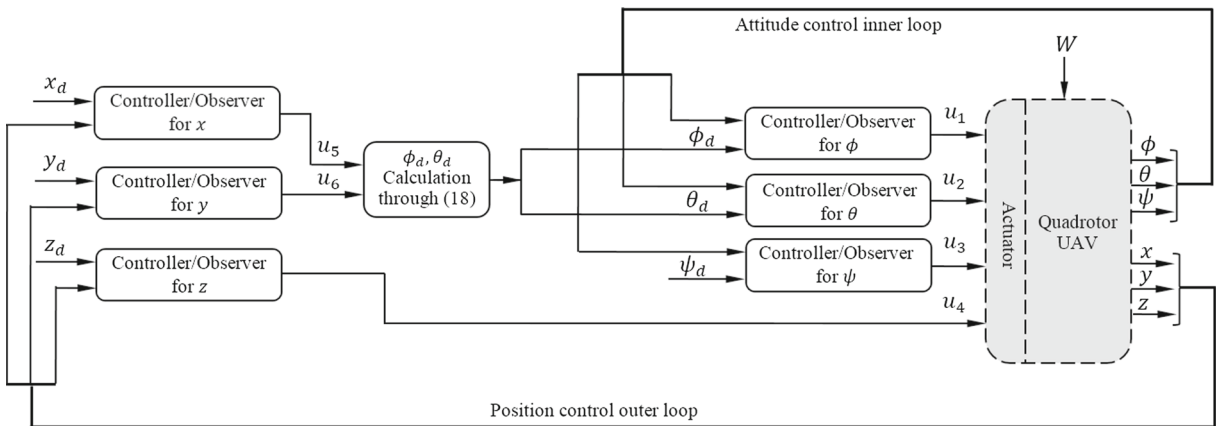 Attitude control inner loop
W
x_d
Controller/Observer
for x
u_5
y_d
Controller/Observer
for y
u_6
z_d
Controller/Observer
for z
ϕ_d, θ_d
Calculation
through (18)
ϕ_d
Controller/Observer
for ϕ
u_1
θ_d
Controller/Observer
for θ
u_2
ψ_d
Controller/Observer
for ψ
u_3
u_4
Actuator
Quadrotor
UAV
ϕ
θ
ψ
x
y
z
Position control outer loop